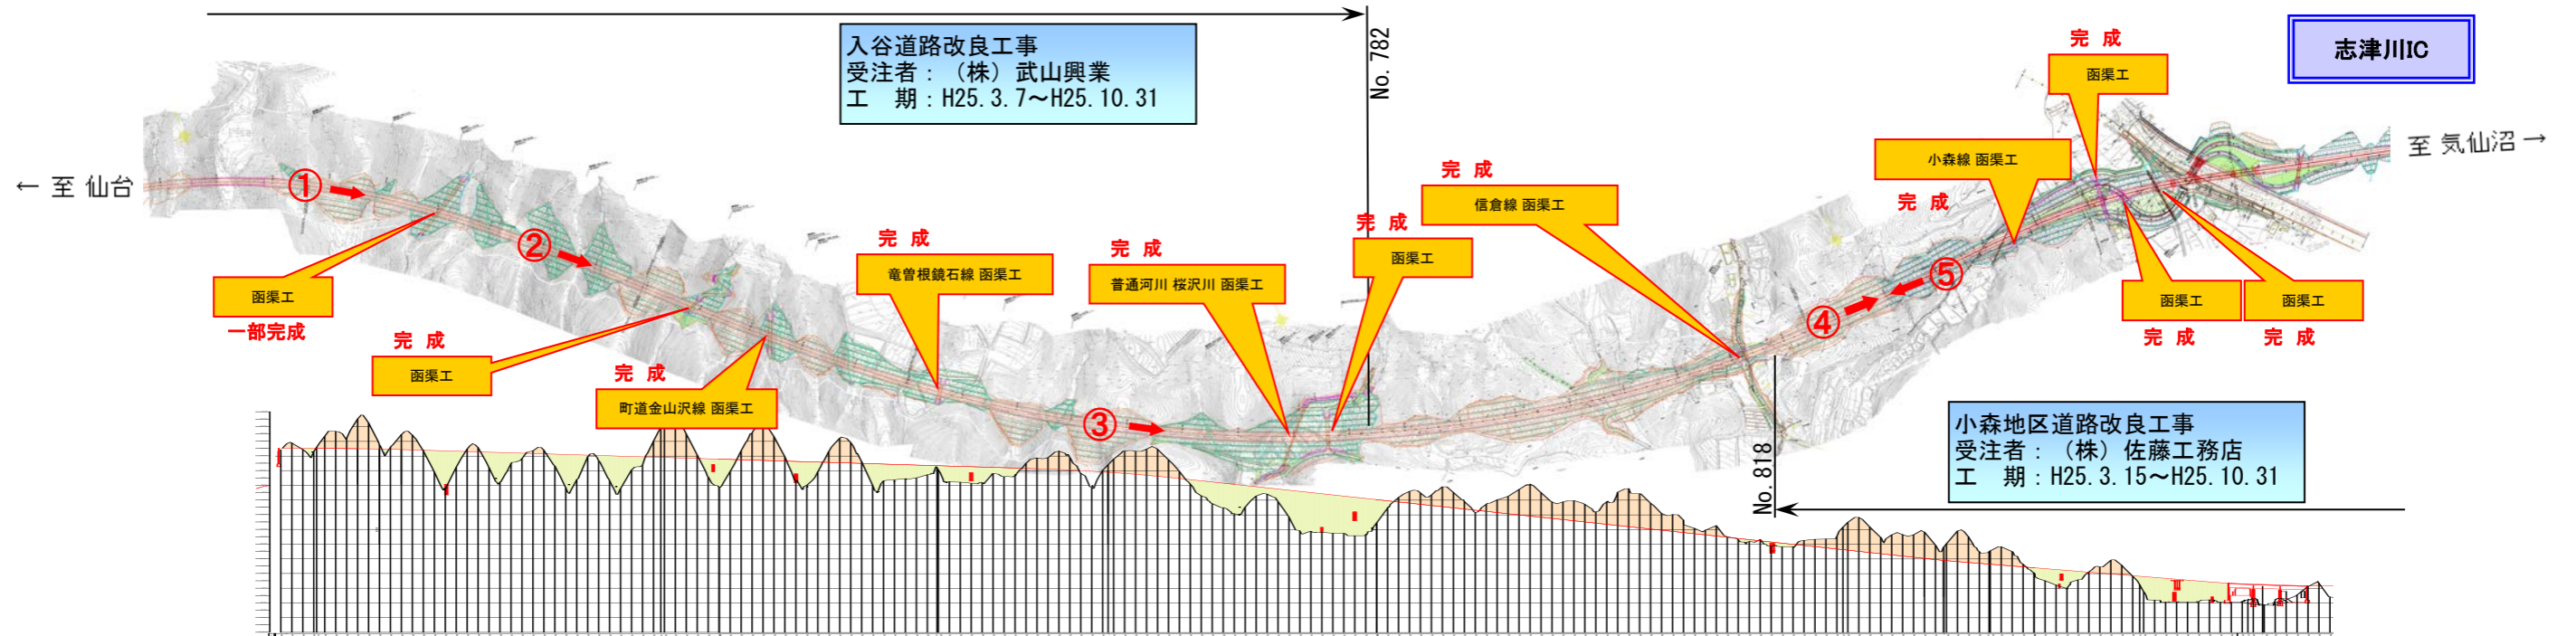 入谷道路改良工事
受注者：（株）武山興業
工　期：H25.3.7～H25.10.31
No.782
志津川IC
← 至 仙台
至 気仙沼 →
①
②
③
④
⑤
函渠工
一部完成
完 成
函渠工
完 成
町道金山沢線 函渠工
完 成
竜曽根鏡石線 函渠工
完 成
普通河川 桜沢川 函渠工
完 成
函渠工
完 成
信倉線 函渠工
小森線 函渠工
完 成
完 成
函渠工
函渠工
完 成
函渠工
完 成
No.818
小森地区道路改良工事
受注者：（株）佐藤工務店
工　期：H25.3.15～H25.10.31